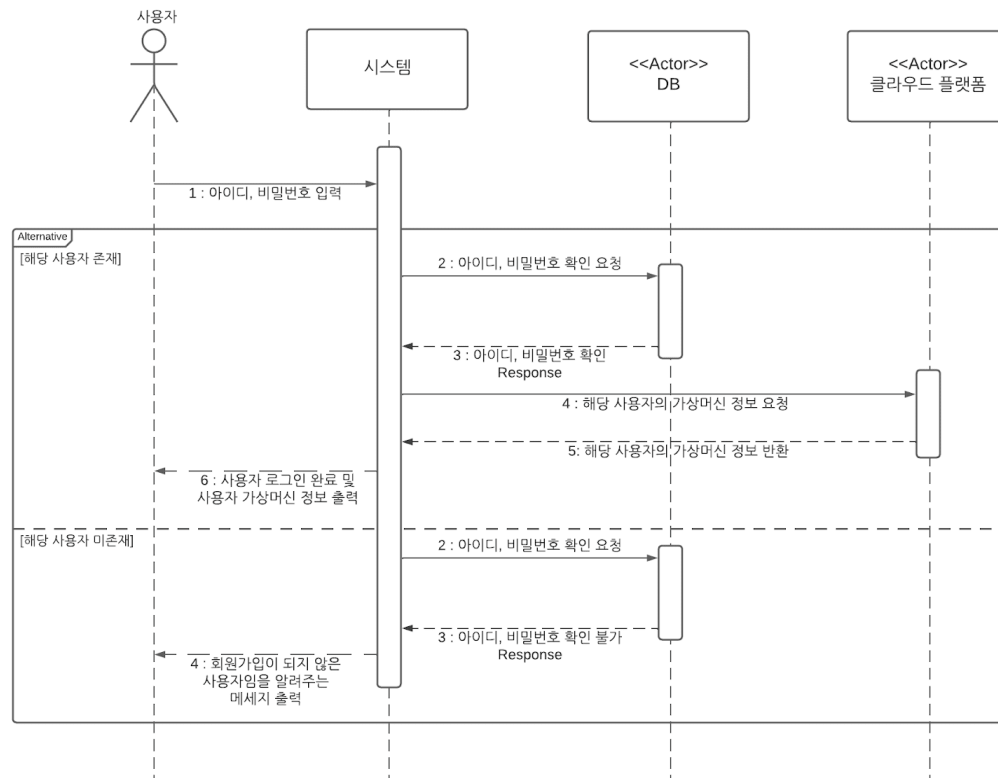 사용자
시스템
<<Actor>>
DB
<<Actor>>
클라우드 플랫폼
1 : 아이디, 비밀번호 입력
Alternative
[해당 사용자 존재]
2 : 아이디, 비밀번호 확인 요청
3 : 아이디, 비밀번호 확인
Response
4 : 해당 사용자의 가상머신 정보 요청
5: 해당 사용자의 가상머신 정보 반환
6 : 사용자 로그인 완료 및
사용자 가상머신 정보 출력
[해당 사용자 미존재]
2 : 아이디, 비밀번호 확인 요청
3 : 아이디, 비밀번호 확인 불가
Response
4 : 회원가입이 되지 않은
사용자임을 알려주는
메세지 출력